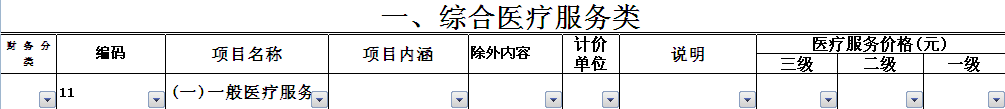 一、综合医疗服务类
财务分类 编码 项目名称 项目内涵 除外内容 计价单位 说明 医疗服务价格(元)
三级 二级 一级
11 (一)一般医疗服务